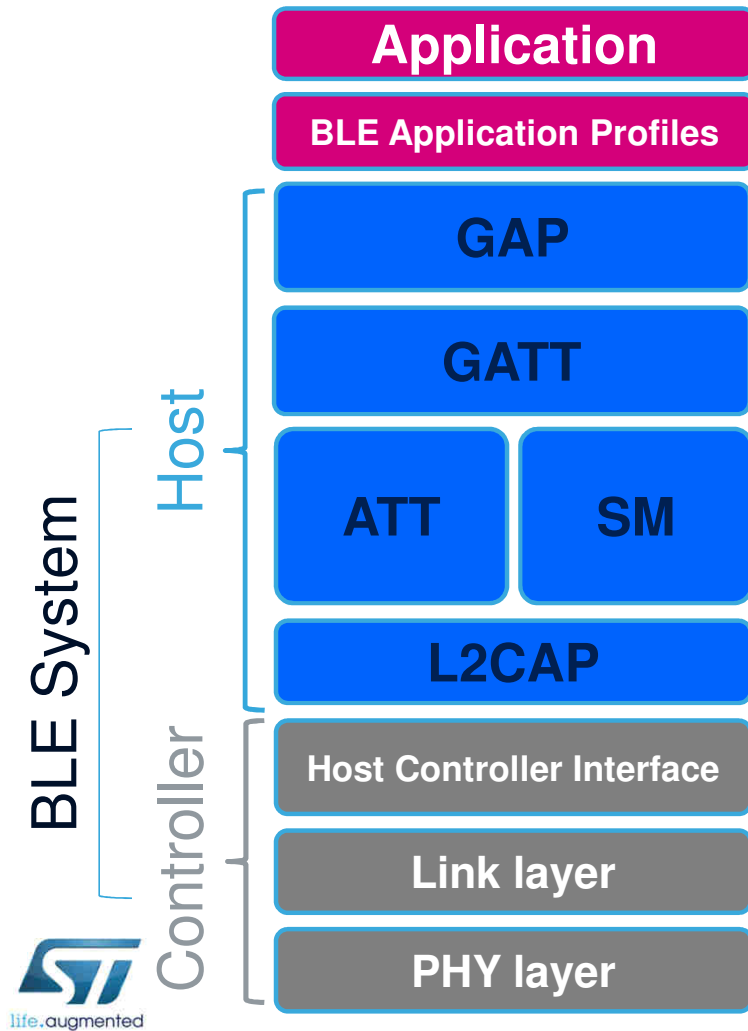 Application
BLE Application Profiles
GAP
GATT
ATT
SM
L2CAP
Host Controller Interface
Link layer
PHY layer
Host
Controller
BLE System
ST
life.augmented